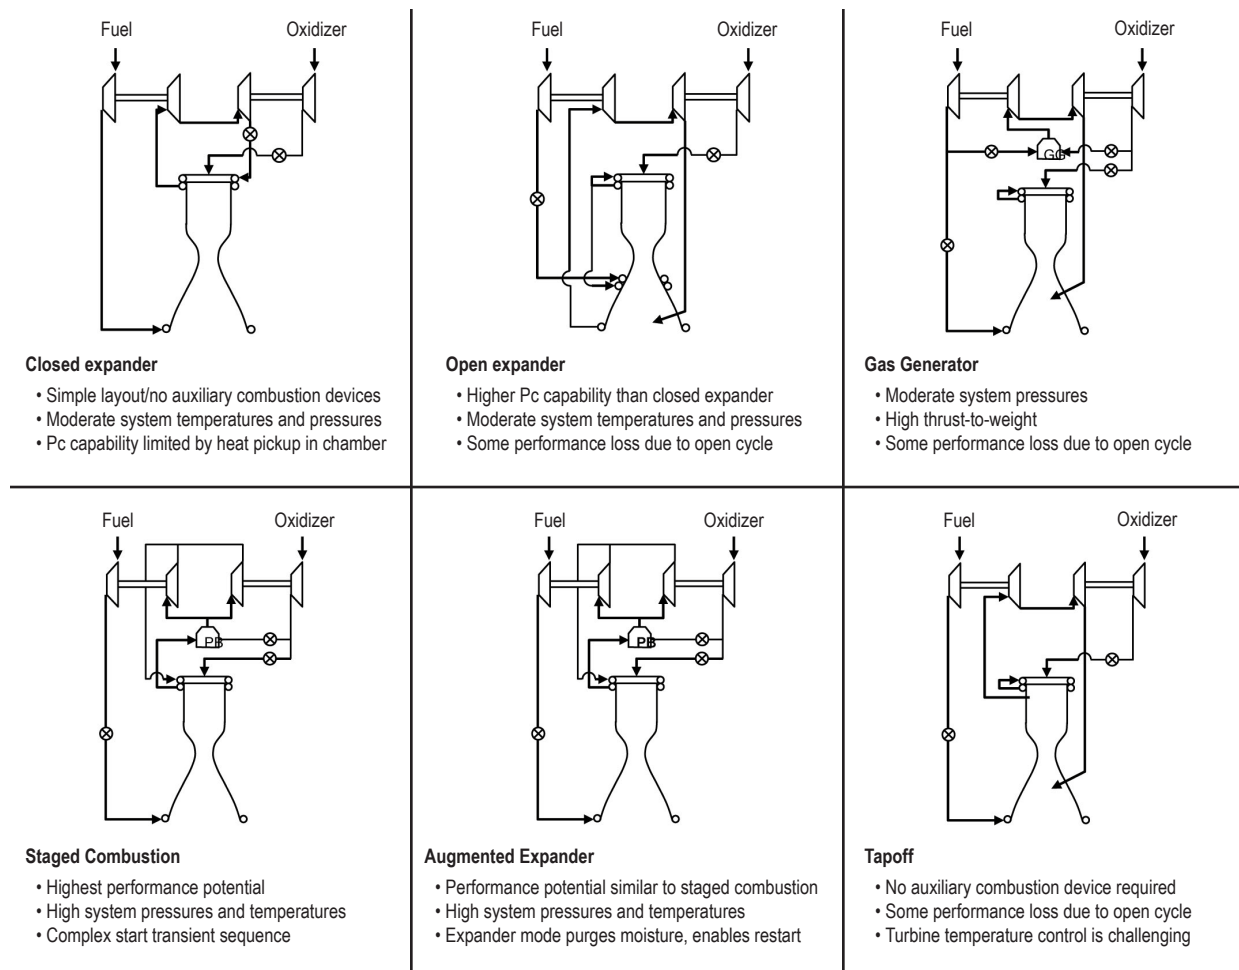 Fuel Oxidizer
Closed expander
• Simple layout/no auxiliary combustion devices
• Moderate system temperatures and pressures
• Pc capability limited by heat pickup in chamber
Fuel Oxidizer
Open expander
• Higher Pc capability than closed expander
• Moderate system temperatures and pressures
• Some performance loss due to open cycle
Fuel Oxidizer
GG
Gas Generator
• Moderate system pressures
• High thrust-to-weight
• Some performance loss due to open cycle
Fuel Oxidizer
PB
Staged Combustion
• Highest performance potential
• High system pressures and temperatures
• Complex start transient sequence
Fuel Oxidizer
PB
Augmented Expander
• Performance potential similar to staged combustion
• High system pressures and temperatures
• Expander mode purges moisture, enables restart
Fuel Oxidizer
Tapoff
• No auxiliary combustion device required
• Some performance loss due to open cycle
• Turbine temperature control is challenging